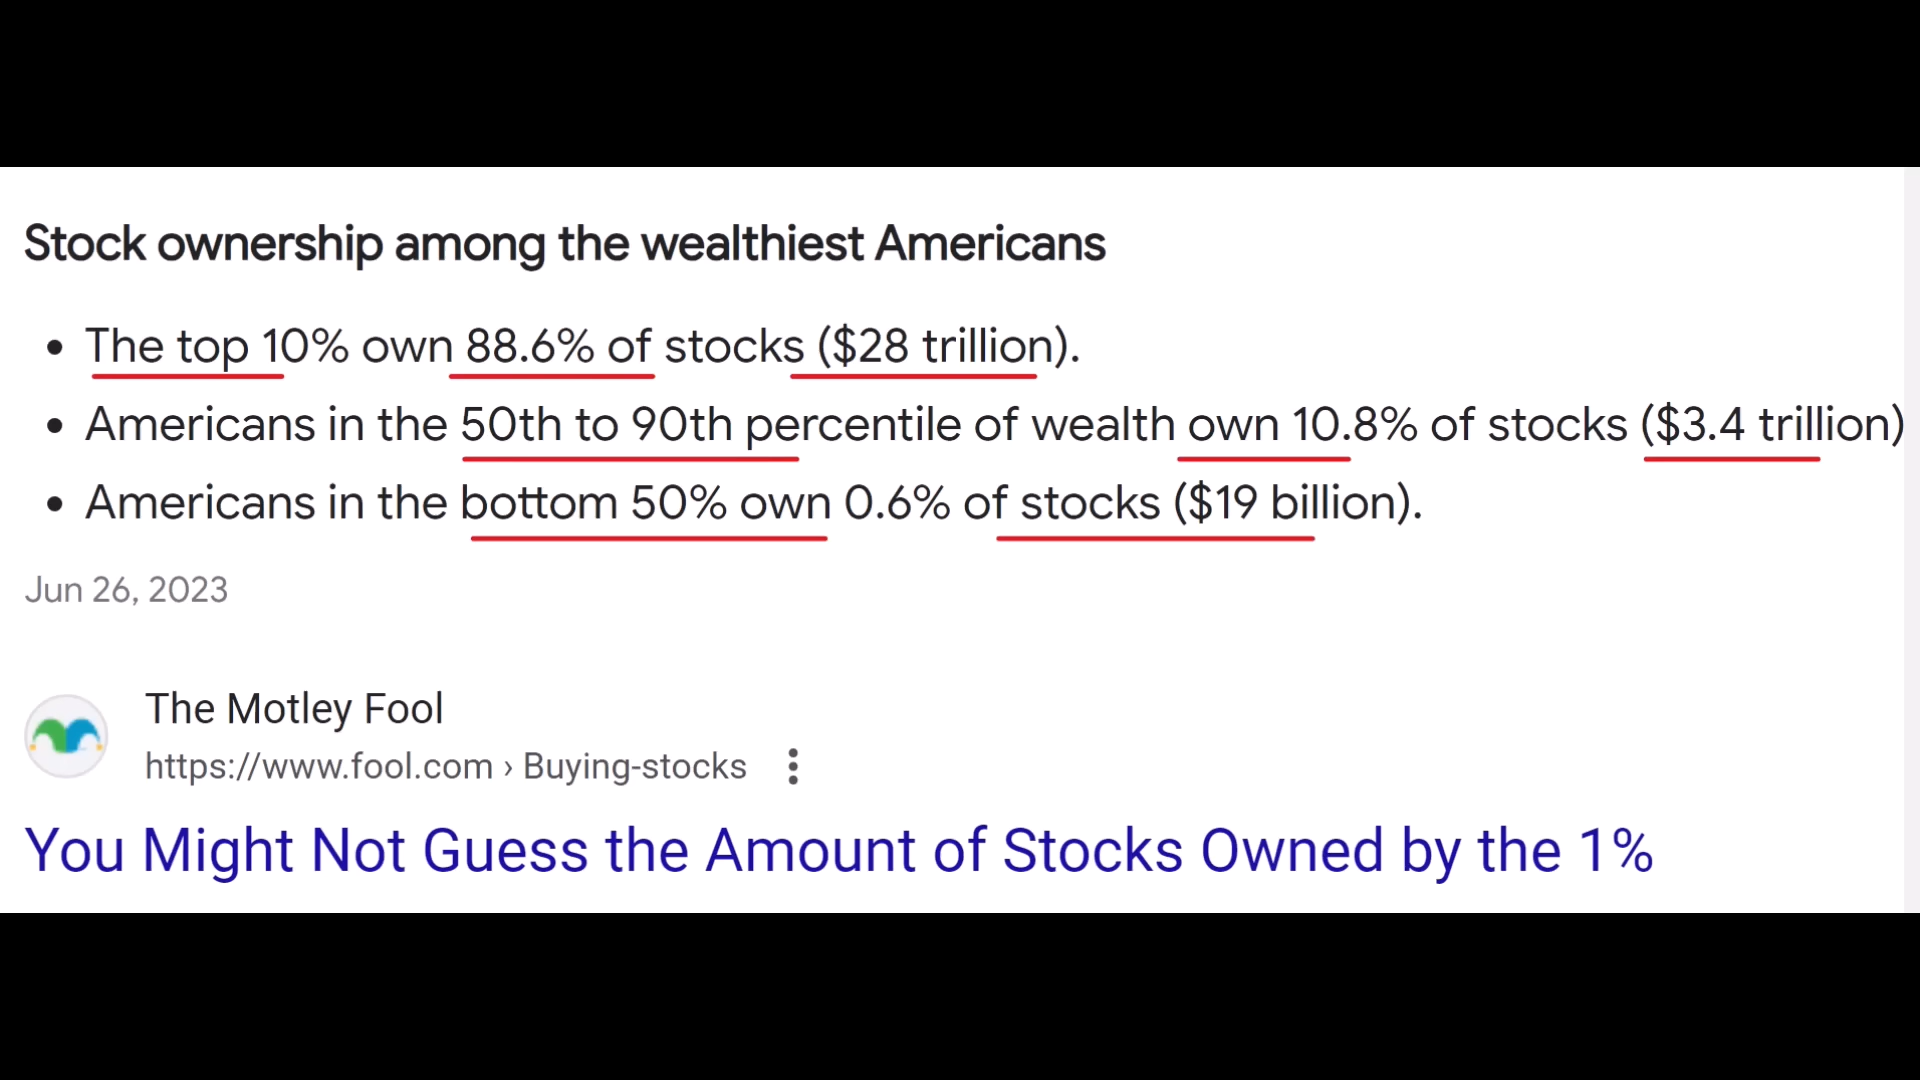 Stock ownership among the wealthiest Americans
• The top 10% own 88.6% of stocks ($28 trillion).
• Americans in the 50th to 90th percentile of wealth own 10.8% of stocks ($3.4 trillion)
• Americans in the bottom 50% own 0.6% of stocks ($19 billion).
Jun 26, 2023
The Motley Fool
https://www.fool.com › Buying-stocks
You Might Not Guess the Amount of Stocks Owned by the 1%